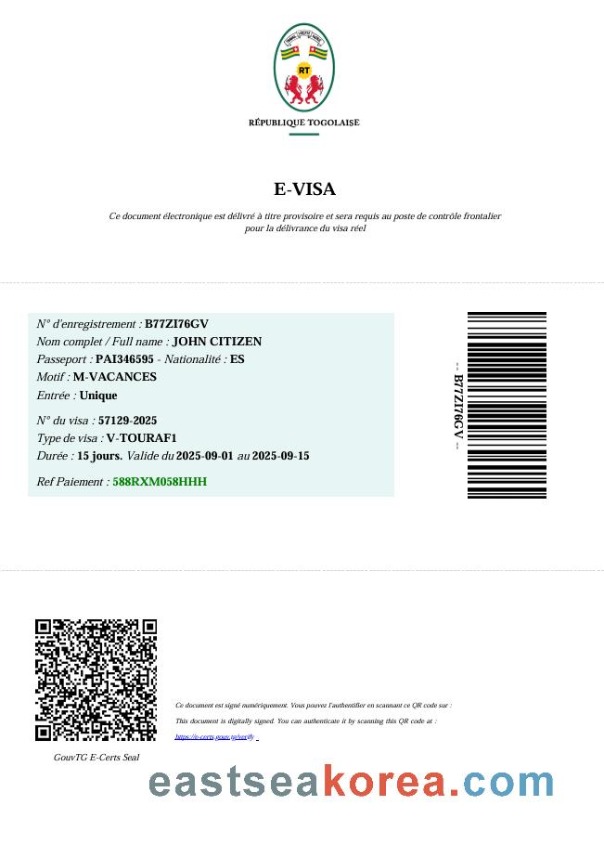 RT
RÉPUBLIQUE TOGOLAISE
E-VISA
Ce document électronique est délivré à titre provisoire et sera requis au poste de contrôle frontalier
pour la délivrance du visa réel
N° d'enregistrement : B77ZI76GV
Nom complet / Full name : JOHN CITIZEN
Passeport : PAI346595 - Nationalité : ES
Motif : M-VACANCES
Entrée : Unique
N° du visa : 57129-2025
Type de visa : V-TOURAF1
Durée : 15 jours. Valide du 2025-09-01 au 2025-09-15
Ref Paiement : 588RXM058HHH
-- B77ZI76GV --
Ce document est signé numériquement. Vous pouvez l'authentifier en scannant ce QR code sur :
This document is digitally signed. You can authenticate it by scanning this QR code at :
https://e-certs.gouv.tg/verify
GouvTG E-Certs Seal
eastseakorea.com